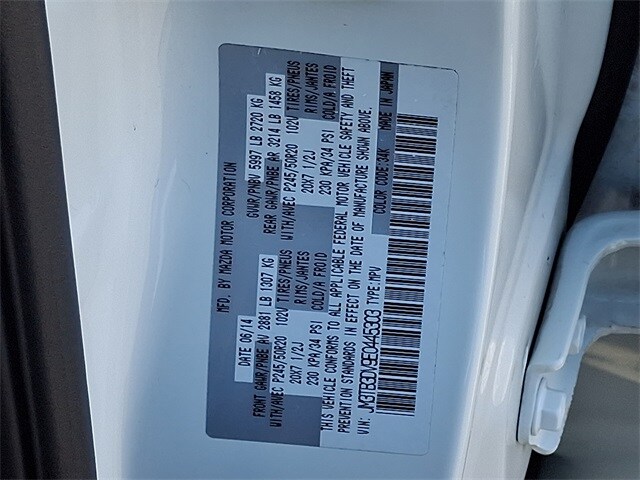 MFD. BY MAZDA MOTOR CORPORATION
DATE 06/14 GVWR/PNBV 5997 LB 2720 KG
FRONT GAWR/PNBE AV 2881 LB 1307 KG REAR GAWR/PNBE AR 3214 LB 1458 KG
WITH/AVEC P245/50R20 102V TIRES/PNEUS WITH/AVEC P245/50R20 102V TIRES/PNEUS
20X7 1/2J RIMS/JANTES 20X7 1/2J RIMS/JANTES
230 KPA/34 PSI COLD/A FROID 230 KPA/34 PSI COLD/A FROID
THIS VEHICLE CONFORMS TO ALL APPLICABLE FEDERAL MOTOR VEHICLE SAFETY AND THEFT
PREVENTION STANDARDS IN EFFECT ON THE DATE OF MANUFACTURE SHOWN ABOVE.
VIN: JM3TB3DV9E0445303 TYPE: MPV COLOR CODE: 34K MADE IN JAPAN